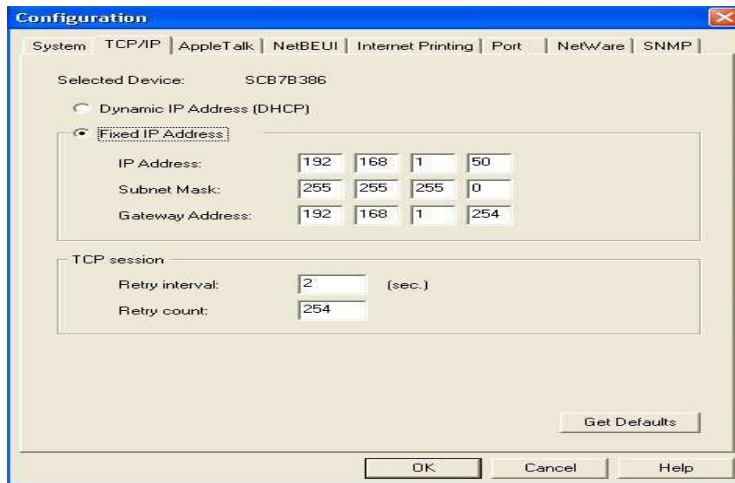 Configuration
System TCP/IP AppleTalk NetBEUI Internet Printing Port NetWare SNMP
Selected Device: SCB7B386
Dynamic IP Address (DHCP)
Fixed IP Address
IP Address: 192 168 1 50
Subnet Mask: 255 255 255 0
Gateway Address: 192 168 1 254
TCP session
Retry interval: 2 (sec.)
Retry count: 254
Get Defaults
OK Cancel Help